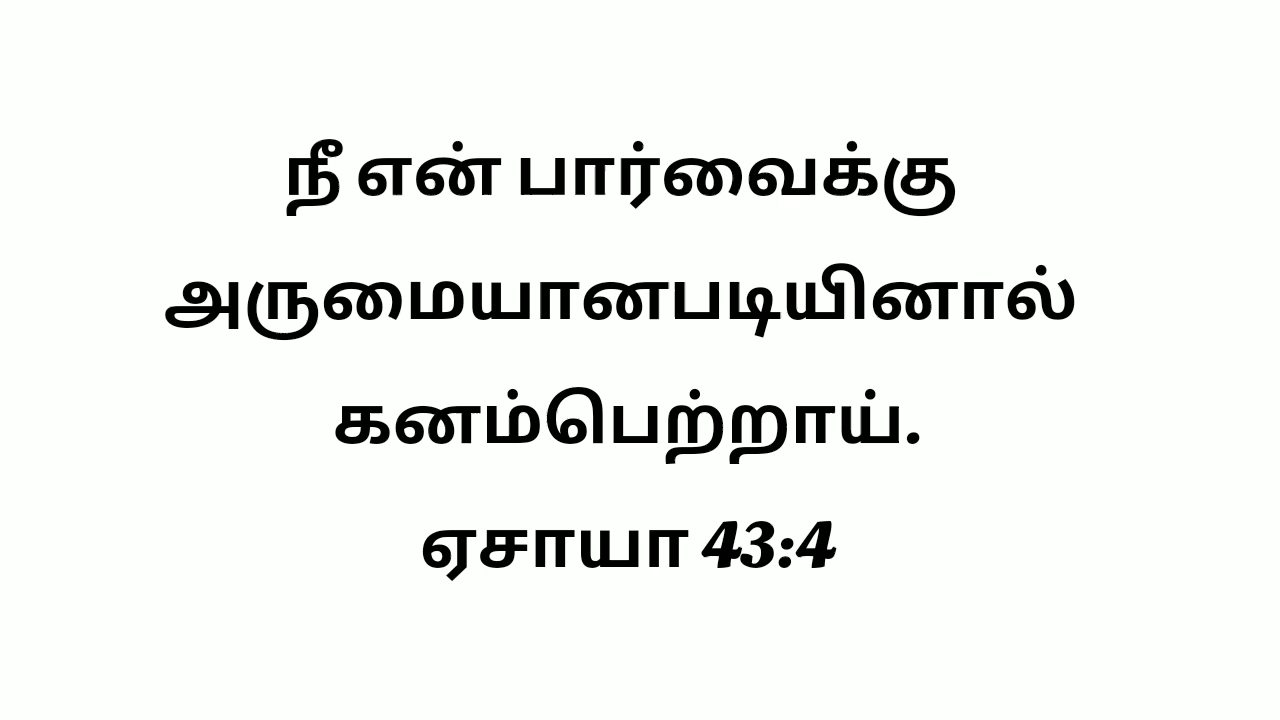 நீ என் பார்வைக்கு
அருமையானபடியினால்
கனம்பெற்றாய்.
ஏசாயா 43:4